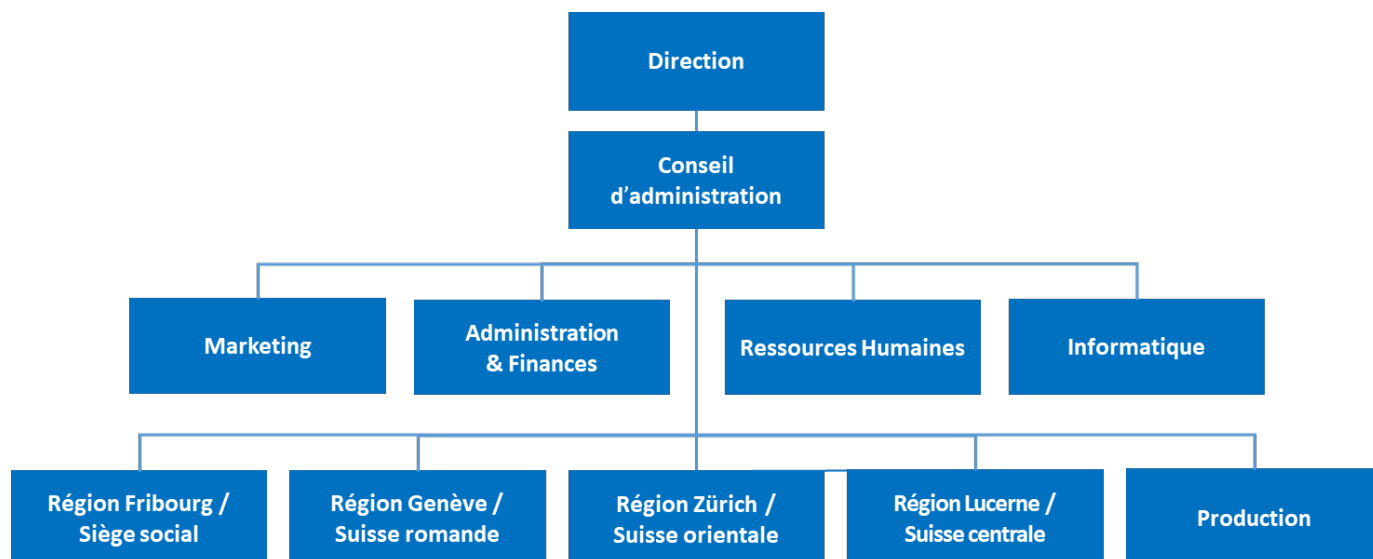 Direction
Conseil
d’administration
Marketing
Administration
& Finances
Ressources Humaines
Informatique
Région Fribourg /
Siège social
Région Genève /
Suisse romande
Région Zürich /
Suisse orientale
Région Lucerne /
Suisse centrale
Production